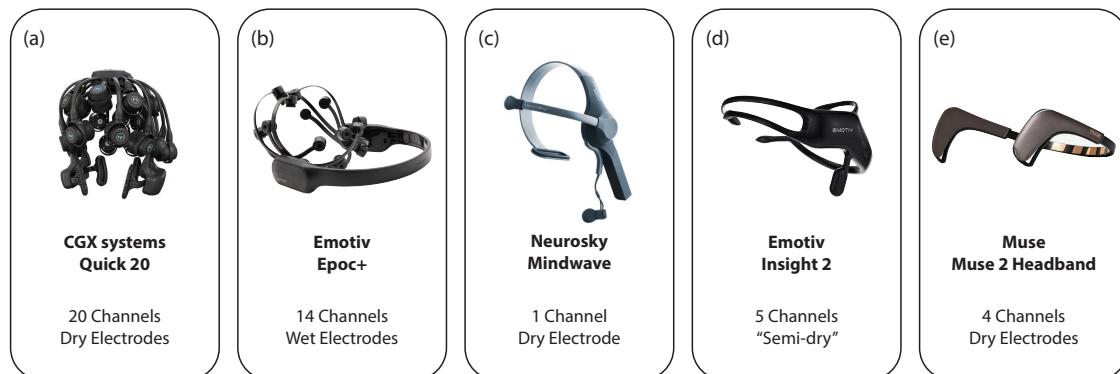 (a)
CGX systems
Quick 20
20 Channels
Dry Electrodes
(b)
Emotiv
Epoc+
14 Channels
Wet Electrodes
(c)
Neurosky
Mindwave
1 Channel
Dry Electrode
(d)
EMOTIV
Emotiv
Insight 2
5 Channels
“Semi-dry”
(e)
Muse
Muse 2 Headband
4 Channels
Dry Electrodes